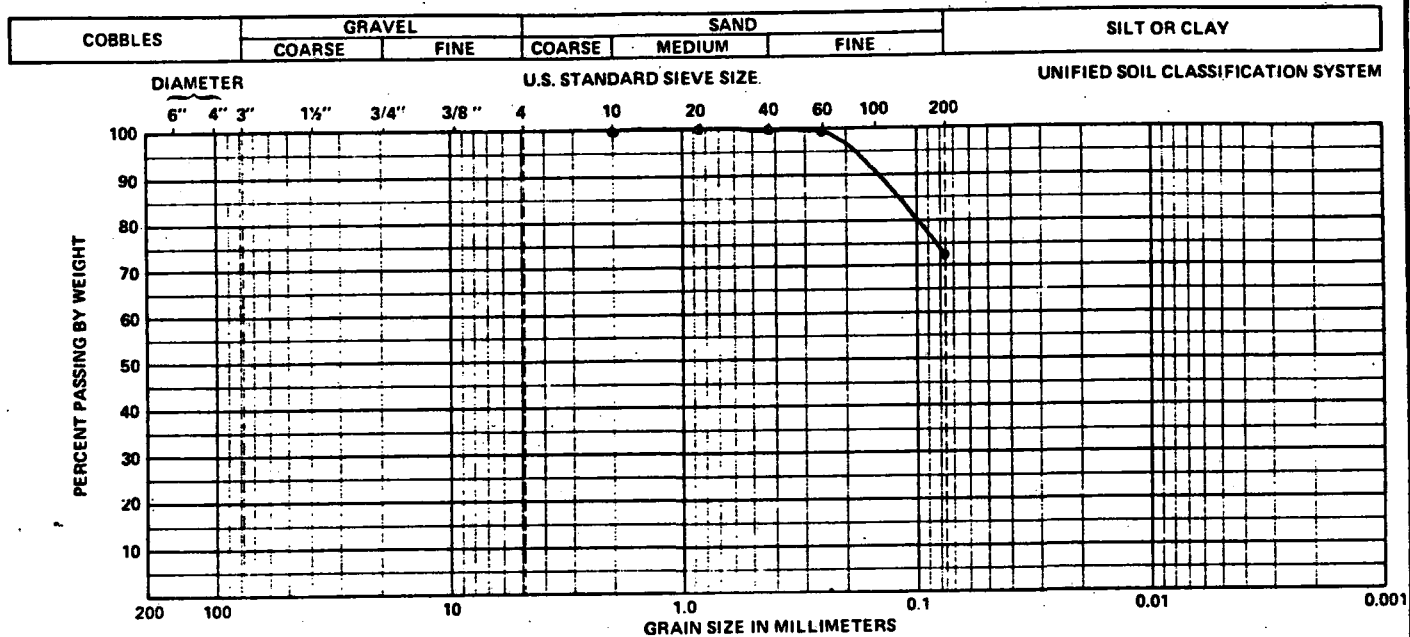 COBBLES GRAVEL SAND SILT OR CLAY
COARSE FINE COARSE MEDIUM FINE
DIAMETER U.S. STANDARD SIEVE SIZE. UNIFIED SOIL CLASSIFICATION SYSTEM
6" 4" 3" 1½" 3/4" 3/8" 4 10 20 40 60 100 200
100
90
80
70
60
50
40
30
20
10
PERCENT PASSING BY WEIGHT
200 100 10 1.0 0.1 0.01 0.001
GRAIN SIZE IN MILLIMETERS